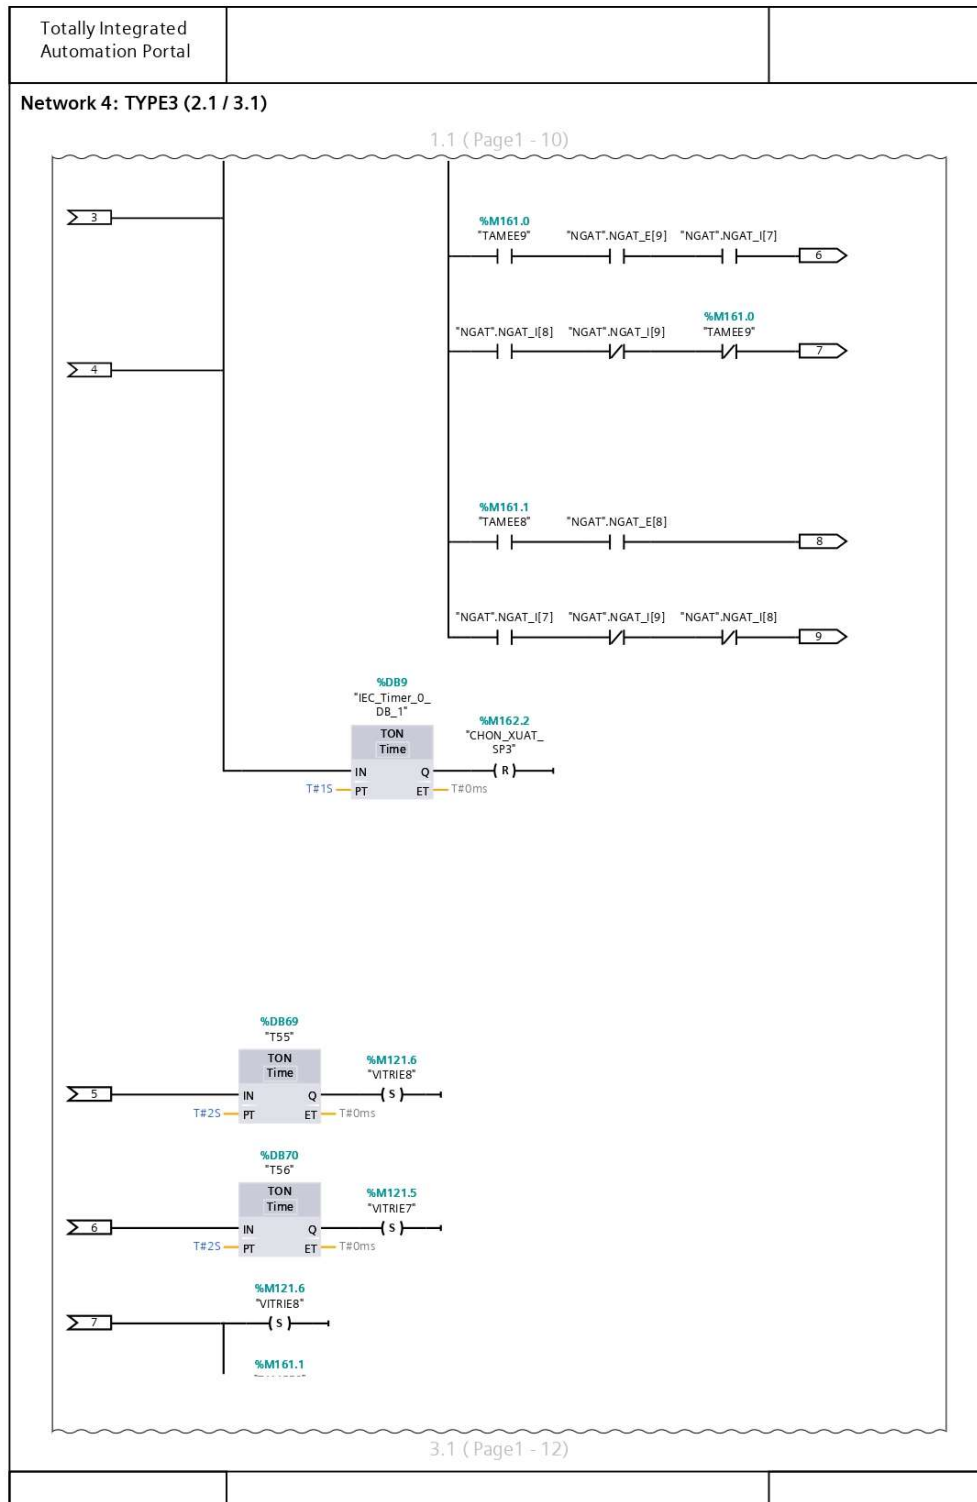 Totally Integrated
Automation Portal
Network 4: TYPE3 (2.1 / 3.1)
1.1 ( Page1 - 10)
3
%M161.0
"TAMEE9"
"NGAT".NGAT_E[9]
"NGAT".NGAT_I[7]
6
"NGAT".NGAT_I[8]
"NGAT".NGAT_I[9]
%M161.0
"TAMEE9"
7
4
%M161.1
"TAMEE8"
"NGAT".NGAT_E[8]
8
"NGAT".NGAT_I[7]
"NGAT".NGAT_I[9]
"NGAT".NGAT_I[8]
9
%DB9
"IEC_Timer_0_
DB_1"
TON
Time
IN
Q
T#1S
PT
ET
T#0ms
%M162.2
"CHON_XUAT_
SP3"
R
%DB69
"T55"
TON
Time
5
IN
Q
T#2S
PT
ET
T#0ms
%M121.6
"VITRIE8"
S
%DB70
"T56"
TON
Time
6
IN
Q
T#2S
PT
ET
T#0ms
%M121.5
"VITRIE7"
S
%M121.6
"VITRIE8"
7
S
%M161.1
3.1 ( Page1 - 12)